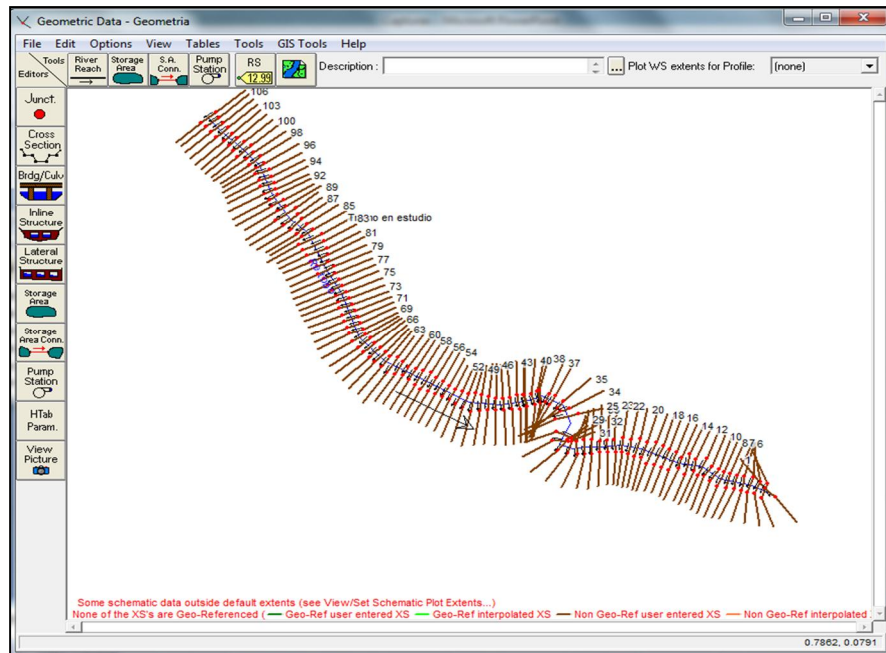 Geometric Data - Geometria
File Edit Options View Tables Tools GIS Tools Help
Tools
Editors
River Reach
Storage Area
S.A. Conn.
Pump Station
RS
12.99
Description :
...
Plot WS extents for Profile:
(none)
Junct.
Cross Section
Brdg/Culv
Inline Structure
Lateral Structure
Storage Area
Storage Area Conn.
Pump Station
HTab Param.
View Picture
106
103
100
98
96
94
92
89
87
85
83
en estudio
81
79
77
75
73
71
69
66
63
60
58
56
54
52
49
46
43
40
38
37
35
34
25
23
22
20
18
16
14
12
10
8
7
6
29
32
31
1
Some schematic data outside default extents (see View/Set Schematic Plot Extents...)
None of the XS's are Geo-Referenced ( Geo-Ref user entered XS Geo-Ref interpolated XS Non Geo-Ref user entered XS Non Geo-Ref interpolated
0.7862, 0.0791